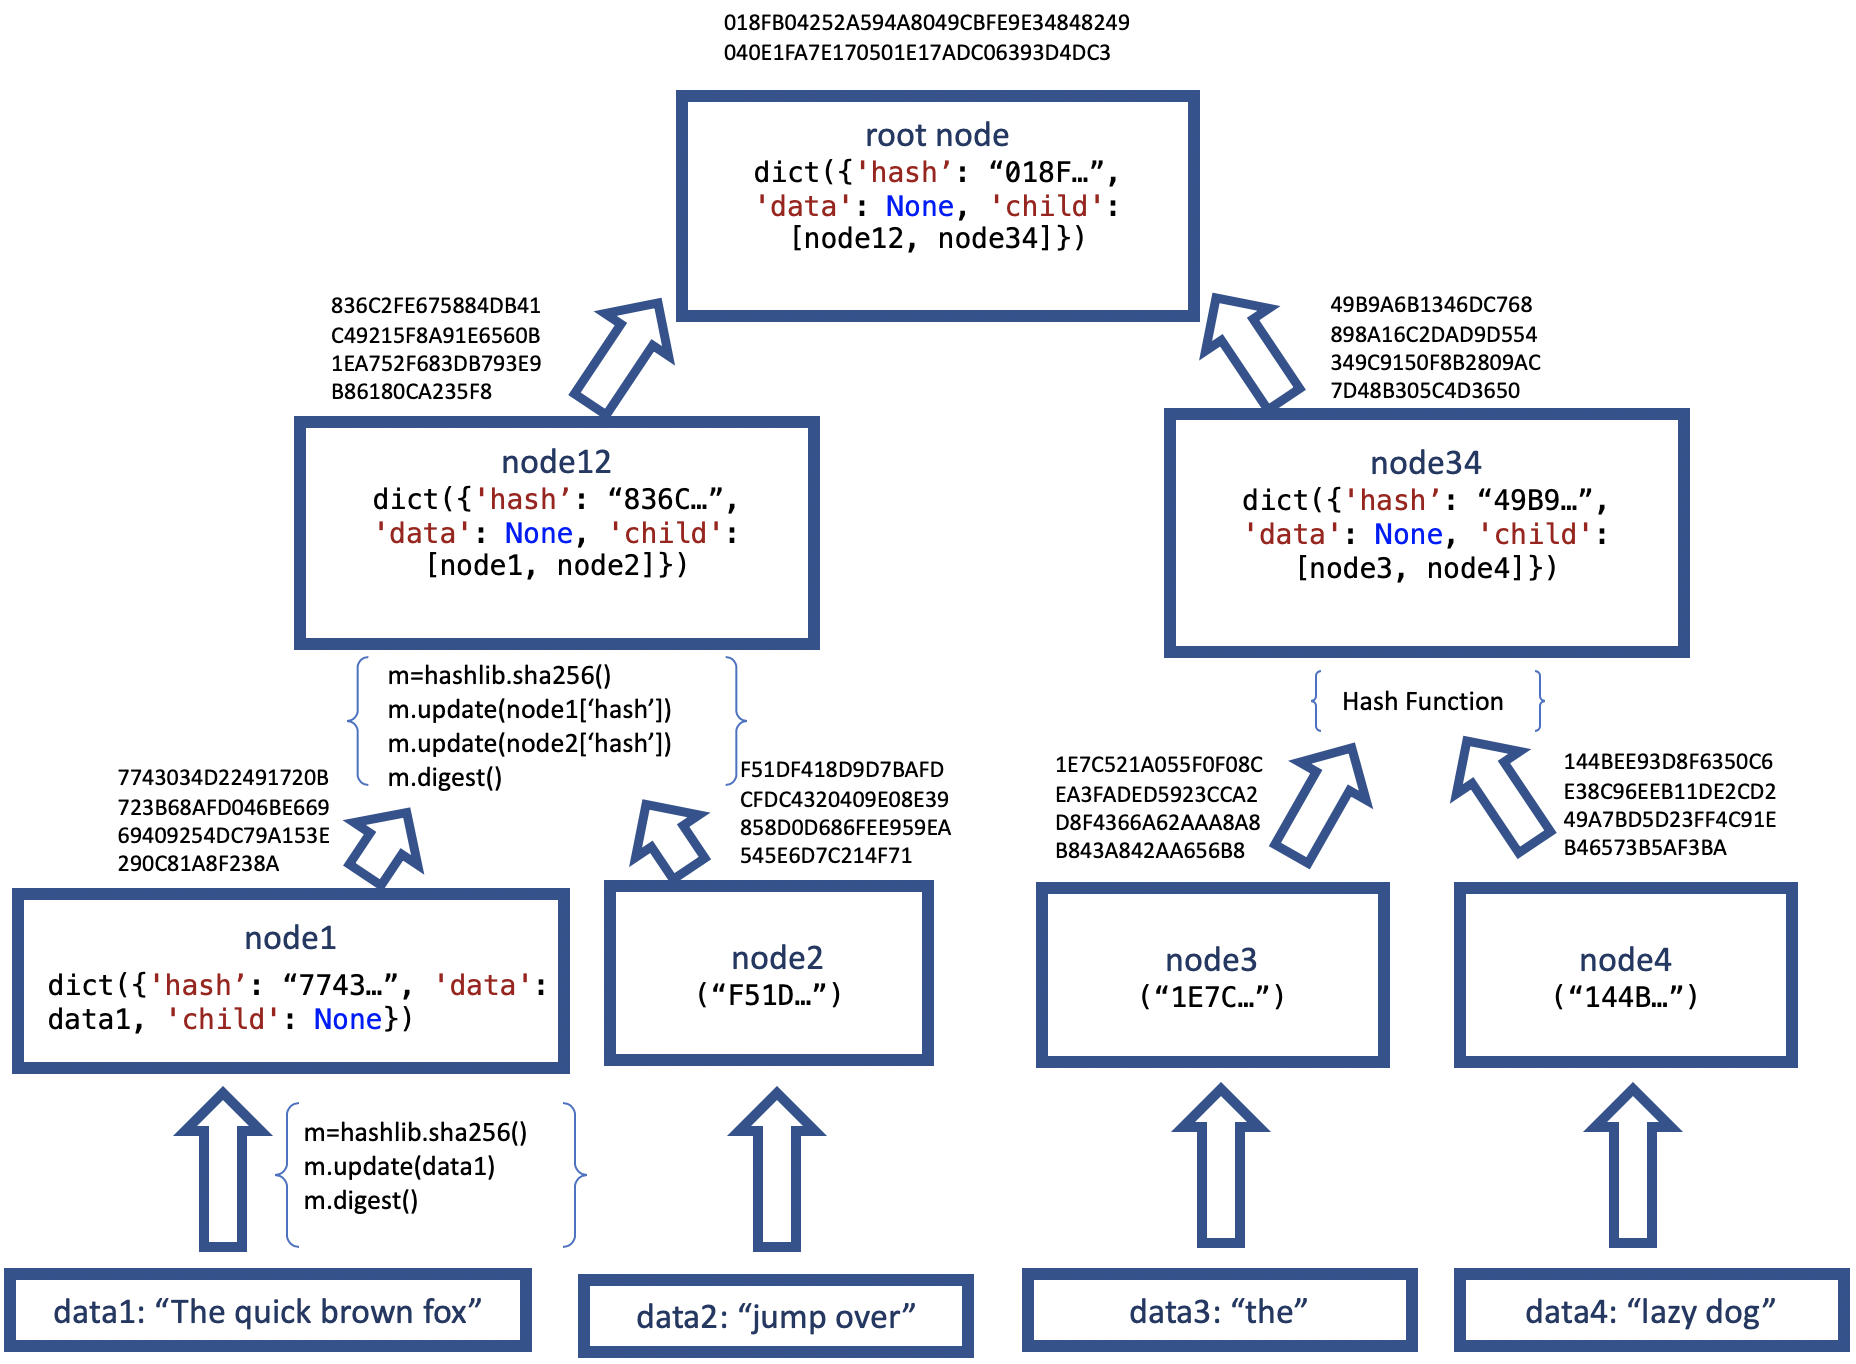 018FB04252A594A8049CBFE9E34848249
040E1FA7E170501E17ADC06393D4DC3
root node
dict({'hash’: “018F…”,
'data': None, 'child':
[node12, node34]})
836C2FE675884DB41
C49215F8A91E6560B
1EA752F683DB793E9
B86180CA235F8
49B9A6B1346DC768
898A16C2DAD9D554
349C9150F8B2809AC
7D48B305C4D3650
node12
dict({'hash’: “836C…”,
'data': None, 'child':
[node1, node2]})
node34
dict({'hash’: “49B9…”,
'data': None, 'child':
[node3, node4]})
m=hashlib.sha256()
m.update(node1[‘hash’])
m.update(node2[‘hash’])
m.digest()
Hash Function
7743034D22491720B
723B68AFD046BE669
69409254DC79A153E
290C81A8F238A
F51DF418D9D7BAFD
CFDC4320409E08E39
858D0D686FEE959EA
545E6D7C214F71
1E7C521A055F0F08C
EA3FADED5923CCA2
D8F4366A62AAA8A8
B843A842AA656B8
144BEE93D8F6350C6
E38C96EEB11DE2CD2
49A7BD5D23FF4C91E
B46573B5AF3BA
node1
dict({'hash’: “7743…”, 'data':
data1, 'child': None})
node2
(“F51D…”)
node3
(“1E7C…”)
node4
(“144B…”)
m=hashlib.sha256()
m.update(data1)
m.digest()
data1: “The quick brown fox”
data2: “jump over”
data3: “the”
data4: “lazy dog”